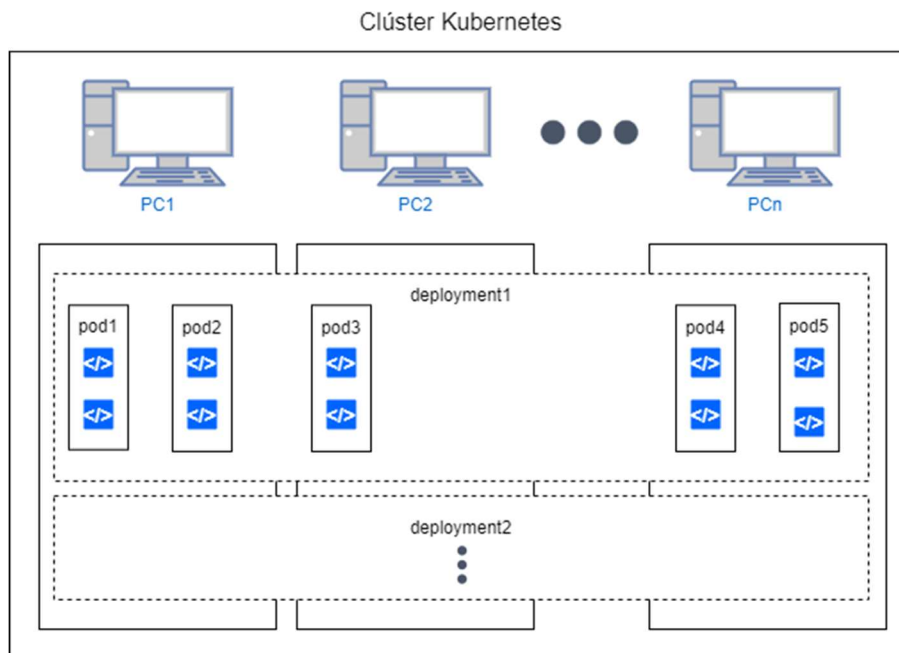 Clúster Kubernetes
PC1
PC2
PCn
deployment1
pod1
pod2
pod3
pod4
pod5
</>
</>
</>
</>
</>
</>
</>
</>
</>
</>
deployment2